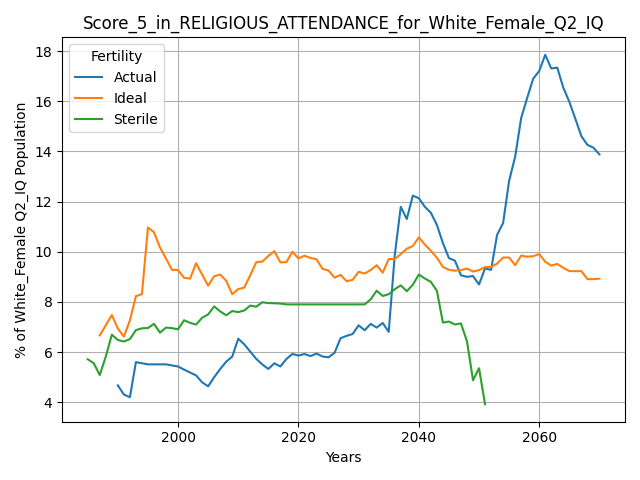 Score_5_in_RELIGIOUS_ATTENDANCE_for_White_Female_Q2_IQ
% of White_Female Q2_IQ Population
18
16
14
12
10
8
6
4
Fertility
Actual
Ideal
Sterile
2000
2020
2040
2060
Years